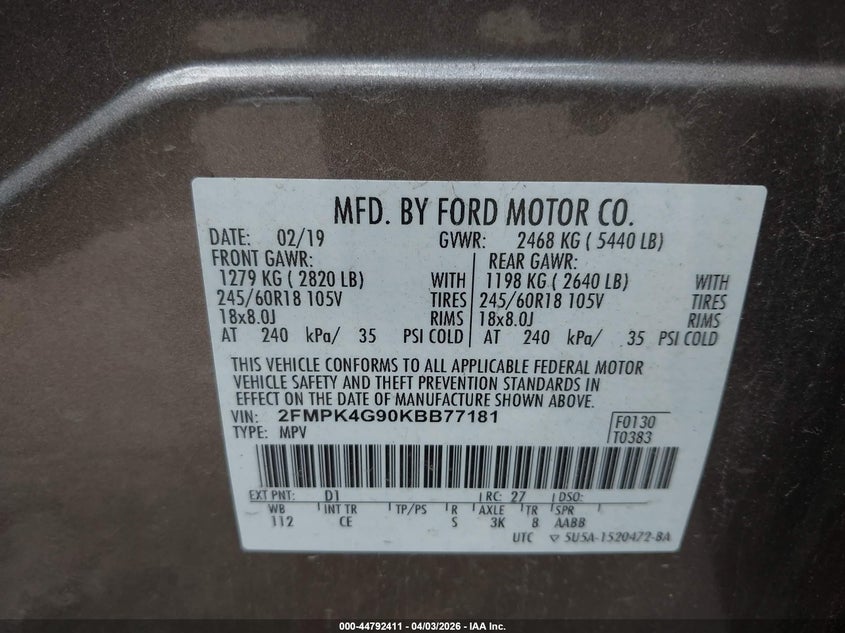 MFD. BY FORD MOTOR CO.
DATE: 02/19 GVWR: 2468 KG ( 5440 LB)
FRONT GAWR: REAR GAWR:
1279 KG ( 2820 LB) WITH 1198 KG ( 2640 LB) WITH
245/60R18 105V TIRES 245/60R18 105V TIRES
18x8.0J RIMS 18x8.0J RIMS
AT 240 kPa/ 35 PSI COLD AT 240 kPa/ 35 PSI COLD
THIS VEHICLE CONFORMS TO ALL APPLICABLE FEDERAL MOTOR
VEHICLE SAFETY AND THEFT PREVENTION STANDARDS IN
EFFECT ON THE DATE OF MANUFACTURE SHOWN ABOVE.
VIN: 2FMPK4G90KBB77181 F0130
TYPE: MPV T0383
EXT PNT: D1 RC: 27 DSO:
WB INT TR TP/PS R AXLE TR SPR
112 CE S 3K 8 AABB
UTC ▽ 5U5A-1520472-BA
000-44792411 | 04/03/2026 | IAA Inc.